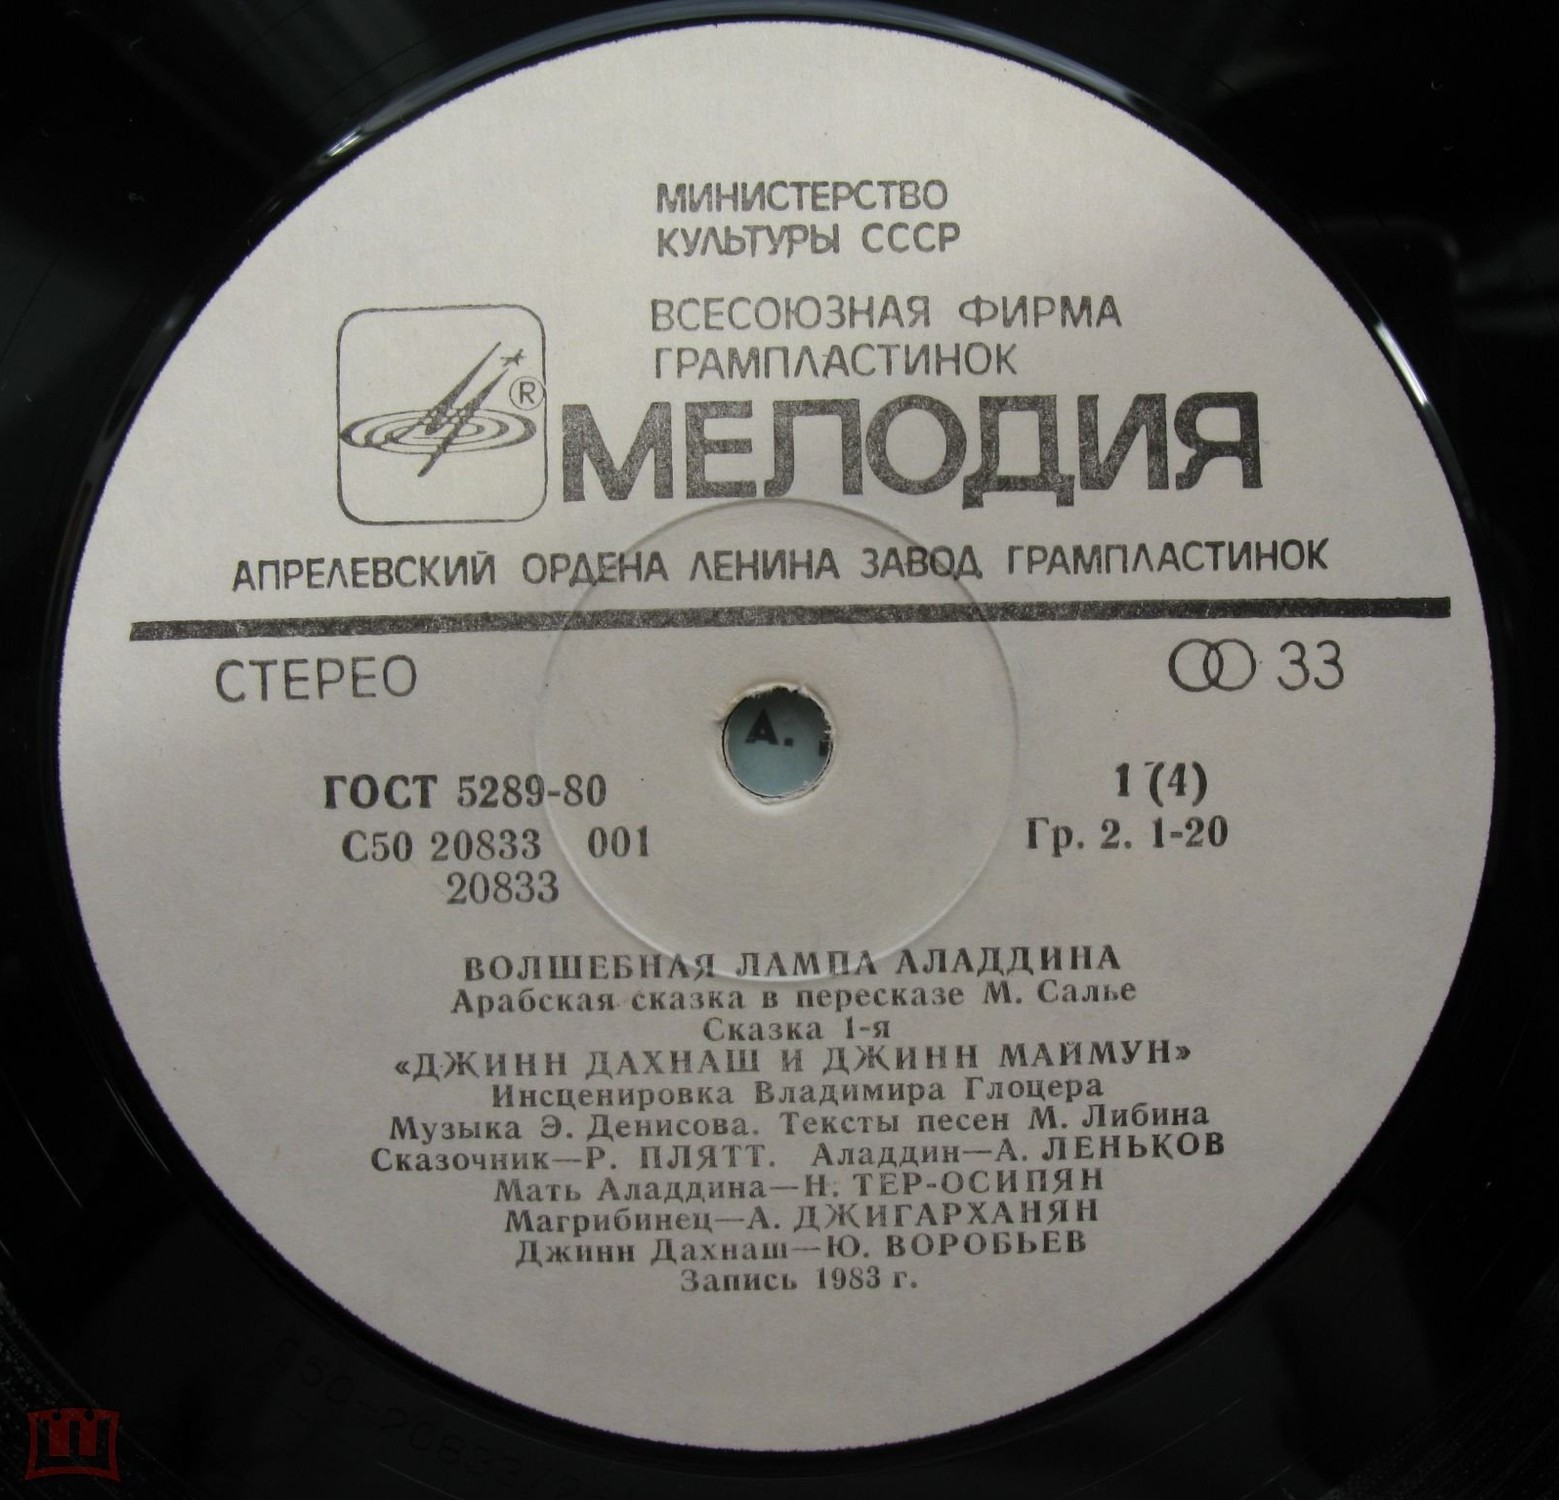 МИНИСТЕРСТВО
КУЛЬТУРЫ СССР
ВСЕСОЮЗНАЯ ФИРМА
ГРАМПЛАСТИНОК
® МЕЛОДИЯ
АПРЕЛЕВСКИЙ ОРДЕНА ЛЕНИНА ЗАВОД ГРАМПЛАСТИНОК
СТЕРЕО
33
А.
ГОСТ 5289-80
1 (4)
С50 20833 001
Гр. 2. 1-20
20833
ВОЛШЕБНАЯ ЛАМПА АЛАДДИНА
Арабская сказка в пересказе М. Салье
Сказка 1-я
«ДЖИНН ДАХНАШ И ДЖИНН МАЙМУН»
Инсценировка Владимира Глоцера
Музыка Э. Денисова. Тексты песен М. Либина
Сказочник—Р. ПЛЯТТ. Аладдин—А. ЛЕНЬКОВ
Мать Аладдина—Н. ТЕР-ОСИПЯН
Магрибинец—А. ДЖИГАРХАНЯН
Джинн Дахнаш—Ю. ВОРОБЬЕВ
Запись 1983 г.